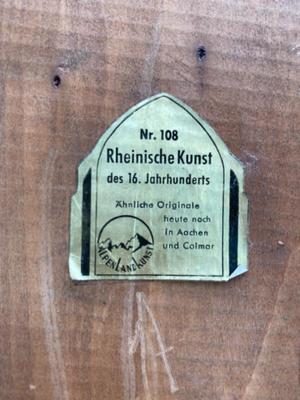 Nr. 108
Rheinische Kunst
des 16. Jahrhunderts
Ähnliche Originale
heute noch
in Aachen
und Colmar
ALPENLANDKUNST